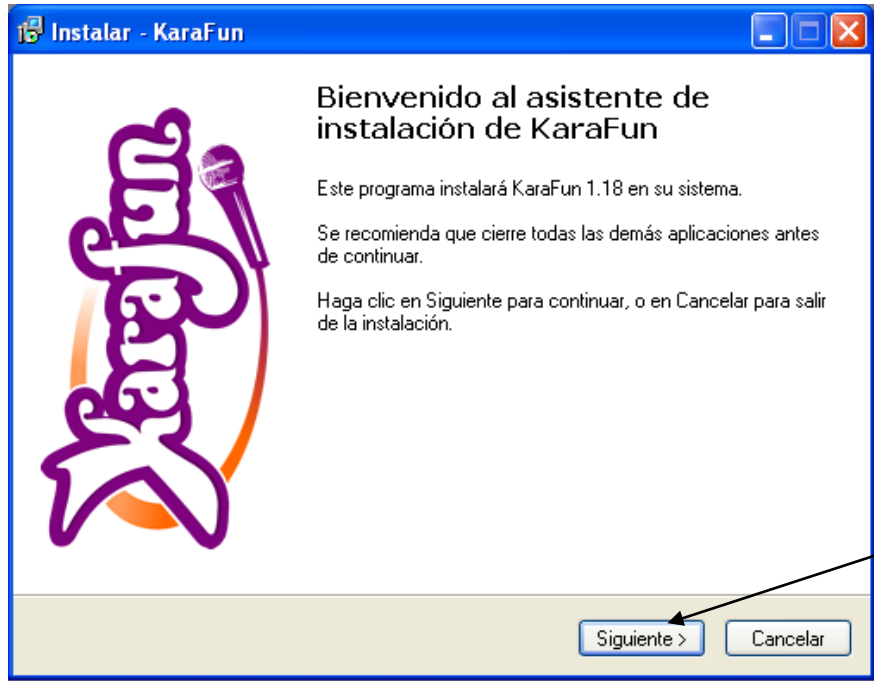 Instalar - KaraFun
Bienvenido al asistente de
instalación de KaraFun
Este programa instalará KaraFun 1.18 en su sistema.
Se recomienda que cierre todas las demás aplicaciones antes
de continuar.
Haga clic en Siguiente para continuar, o en Cancelar para salir
de la instalación.
Karafun
Siguiente >
Cancelar